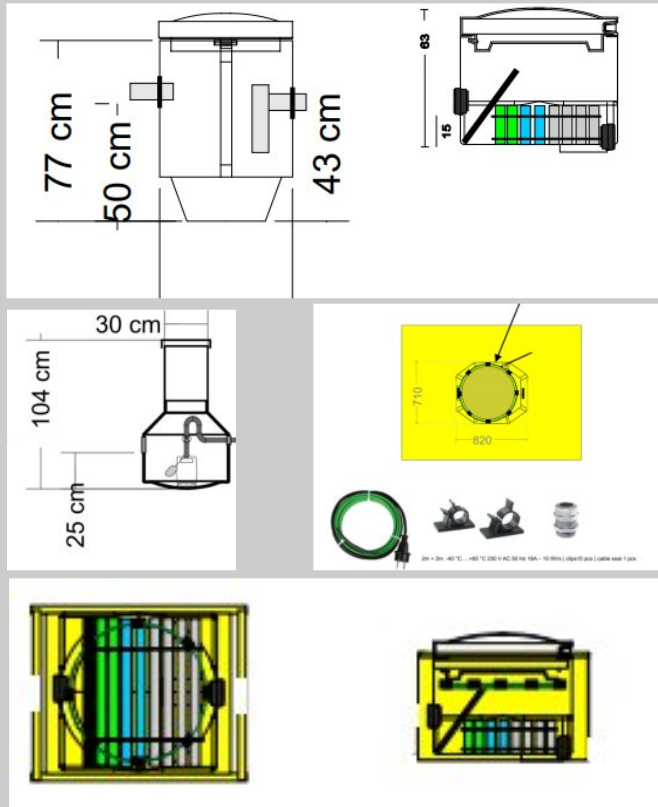 77 cm
50 cm
43 cm
63
15
30 cm
104 cm
25 cm
710
820
2m + 2m -40 °C....+65 °C 230 V AC 50 Hz 16A – 10 W/m | clips10 pcs | cable seal 1 pcs